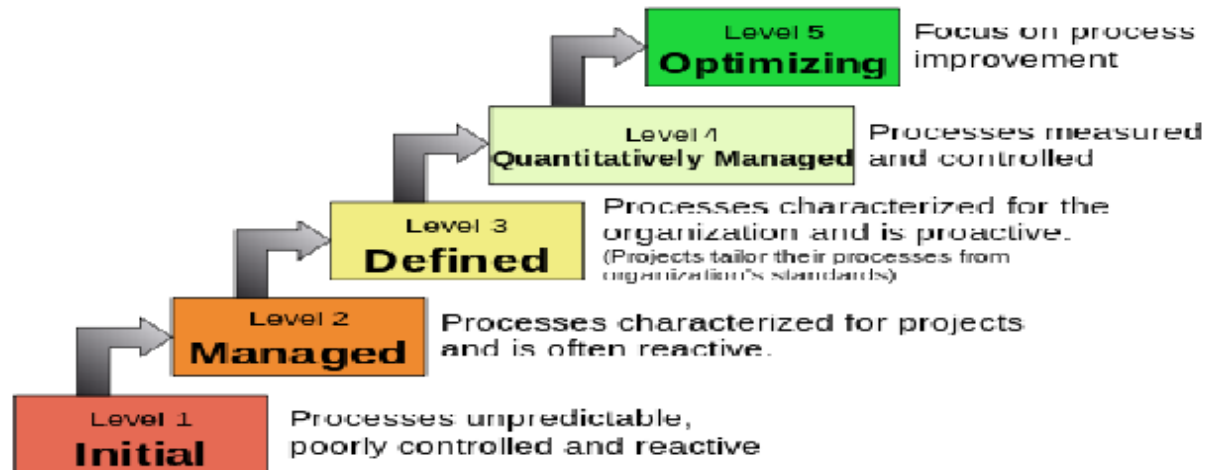 Level 5
Optimizing
Focus on process
improvement
Level 4
Quantitatively Managed
Processes measured
and controlled
Level 3
Defined
Processes characterized for the
organization and is proactive.
(Projects tailor their processes from
organization's standards)
Level 2
Managed
Processes characterized for projects
and is often reactive.
Level 1
Initial
Processes unpredictable,
poorly controlled and reactive